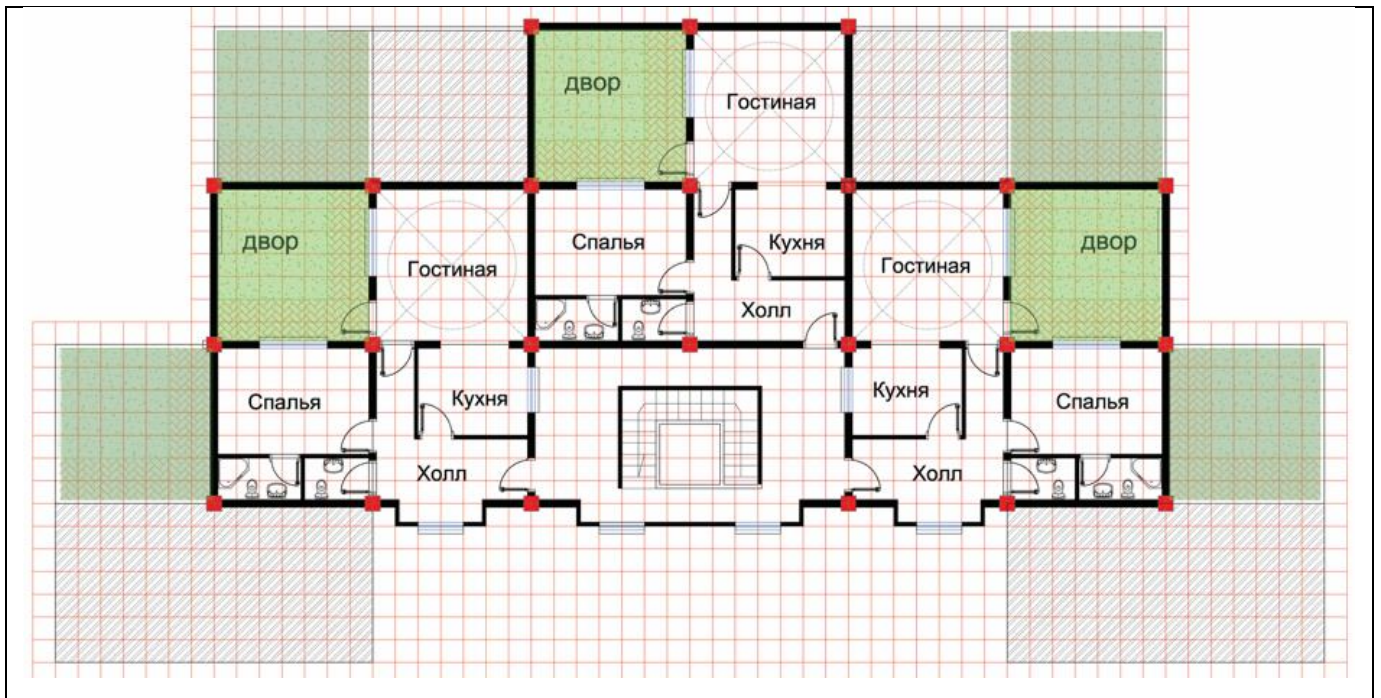 двор
Гостиная
двор
Гостиная
Спалья
Кухня
Гостиная
двор
Холл
Спалья
Кухня
Кухня
Спалья
Холл
Холл